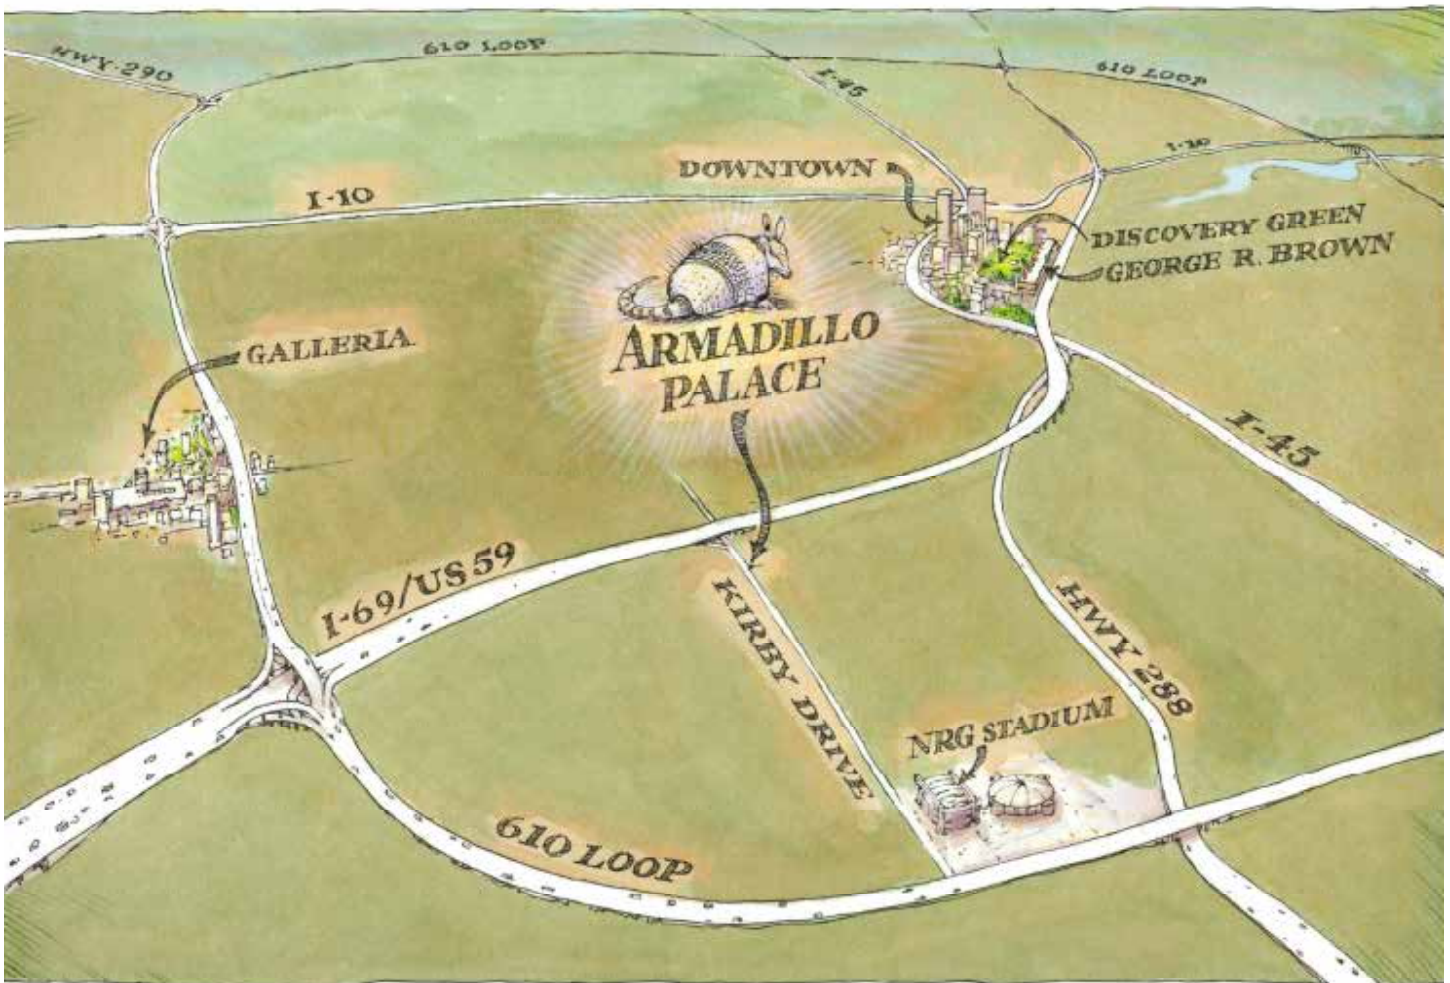 610 LOOP
HWY-290
610 LOOP
I-45
I-10
DOWNTOWN
I-10
DISCOVERY GREEN
GEORGE R. BROWN
ARMADILLO
PALACE
GALLERIA
I-45
I-69/US 59
KIRBY DRIVE
HWY 288
NRG STADIUM
610 LOOP